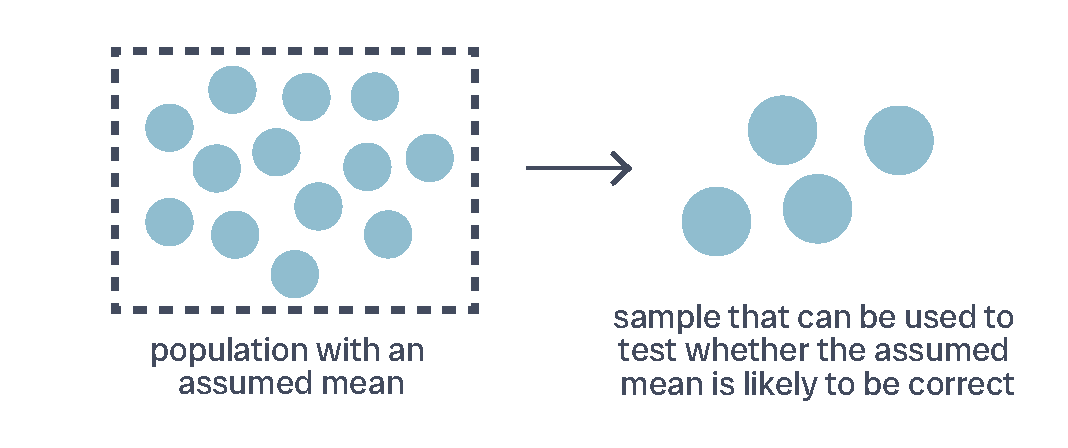 population with an
assumed mean
sample that can be used to
test whether the assumed
mean is likely to be correct